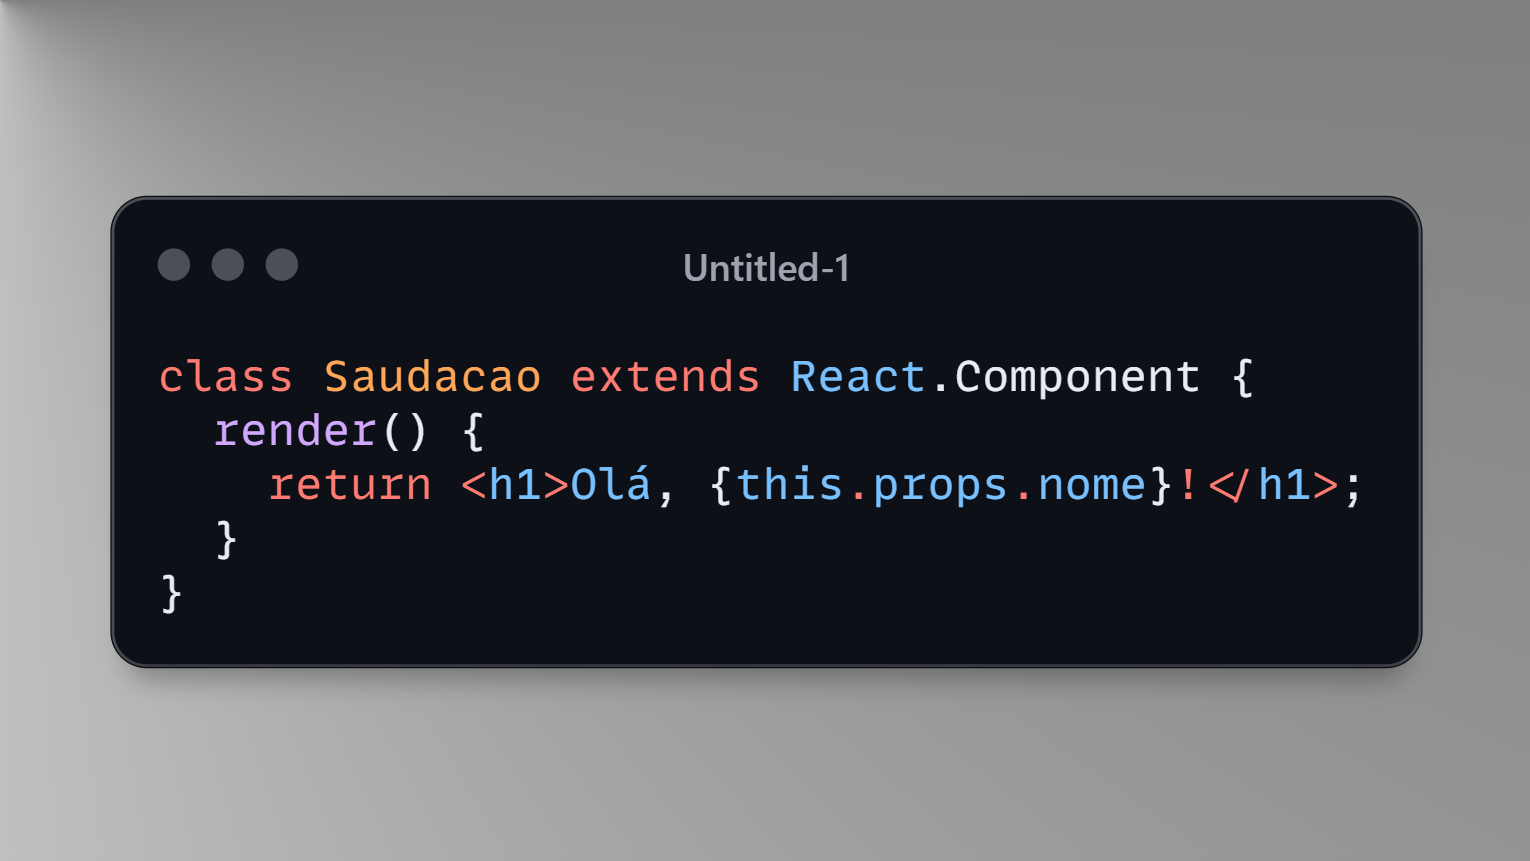 Untitled-1
class Saudacao extends React.Component {
  render() {
    return <h1>Olá, {this.props.nome}!</h1>;
  }
}